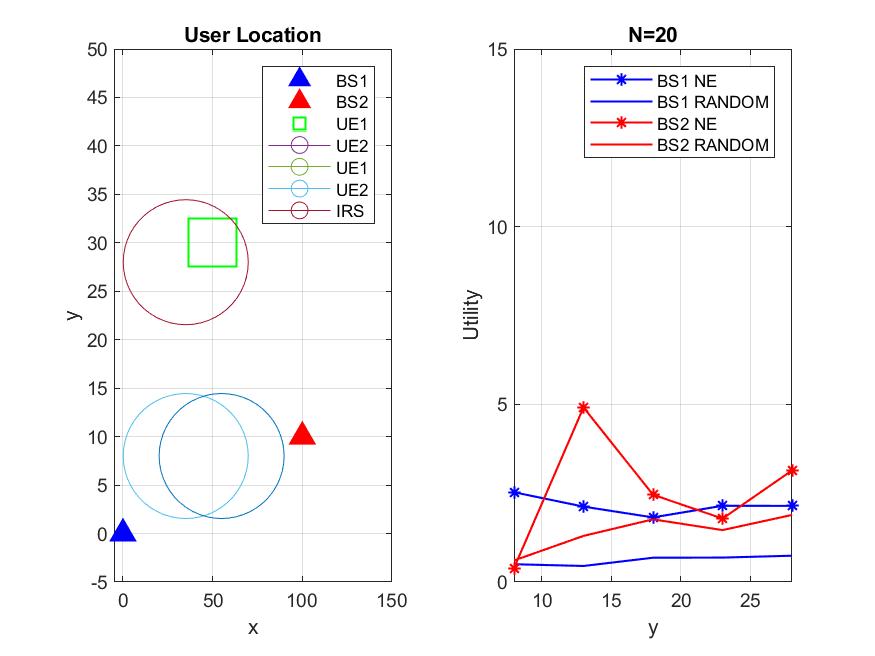 User Location
50
45
40
35
30
25
20
15
10
5
0
-5
y
0
50
100
150
x
BS1
BS2
UE1
UE2
UE1
UE2
IRS
N=20
15
10
5
0
Utility
10
15
20
25
y
BS1 NE
BS1 RANDOM
BS2 NE
BS2 RANDOM